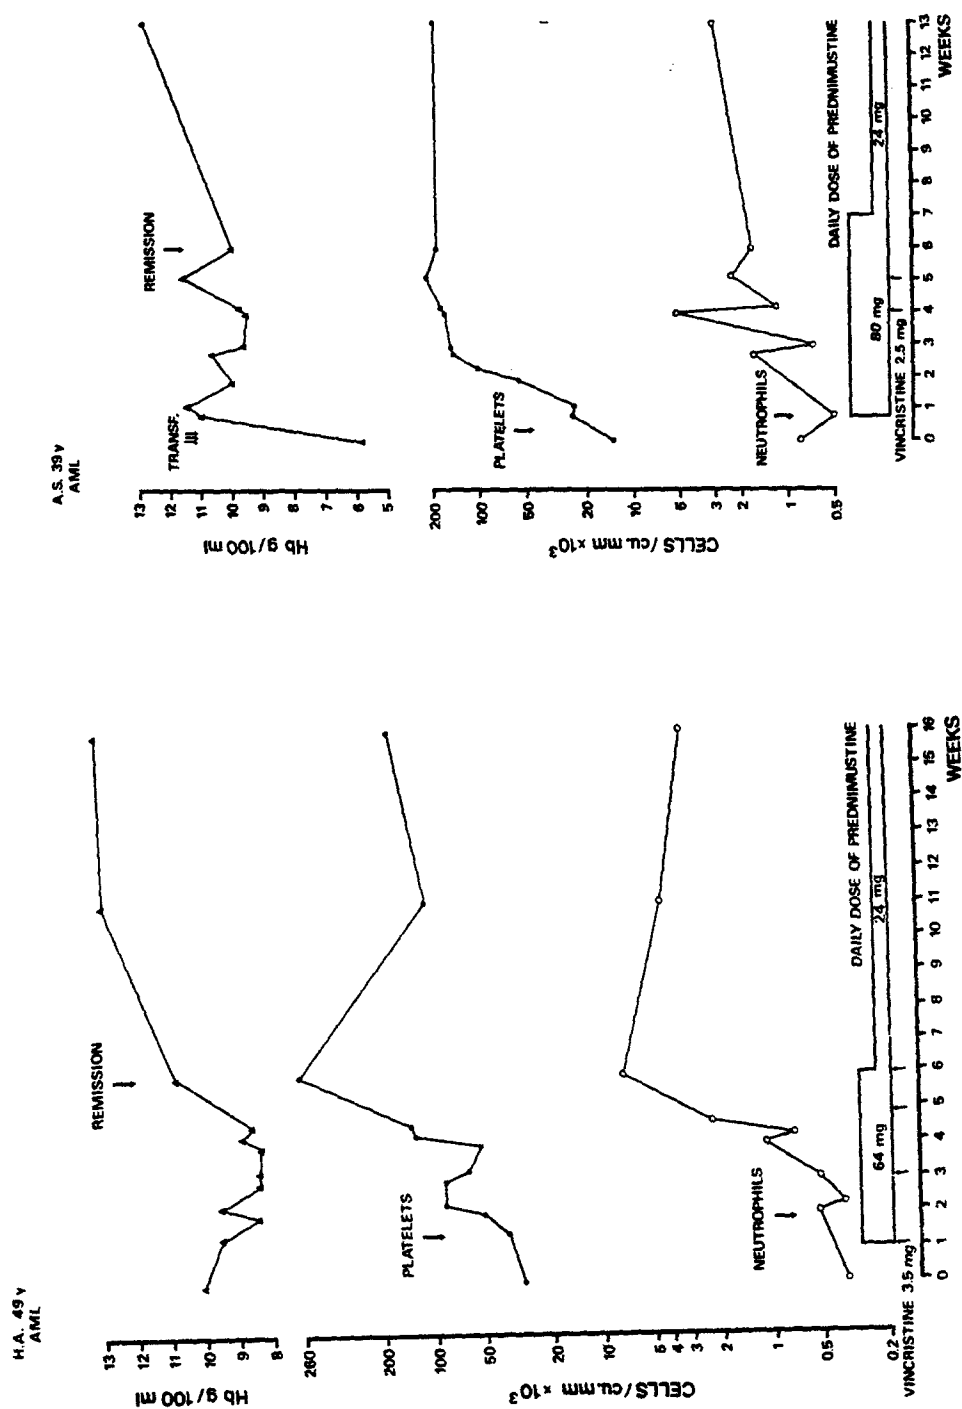 H.A. 49 y
AML
Hb g/100 ml
13
12
11
10
9
8
REMISSION
CELLS/cu.mm ×10³
260
100
50
20
10
5
4
2
1
0.5
0.2
PLATELETS
NEUTROPHILS
DAILY DOSE OF PREDNIMUSTINE
64 mg
24 mg
VINCRISTINE 3.5 mg
0 1 2 3 4 5 6 7 8 9 10 11 12 13 14 15 16
WEEKS
A.S. 39 y
AML
Hb g/100 ml
13
12
11
10
9
8
7
6
5
TRANSF.
REMISSION
CELLS/cu.mm ×10³
200
100
50
20
10
5
2
1
0.5
PLATELETS
NEUTROPHILS
DAILY DOSE OF PREDNIMUSTINE
80 mg
24 mg
VINCRISTINE 2.5 mg
0 1 2 3 4 5 6 7 8 9 10 11 12 13
WEEKS